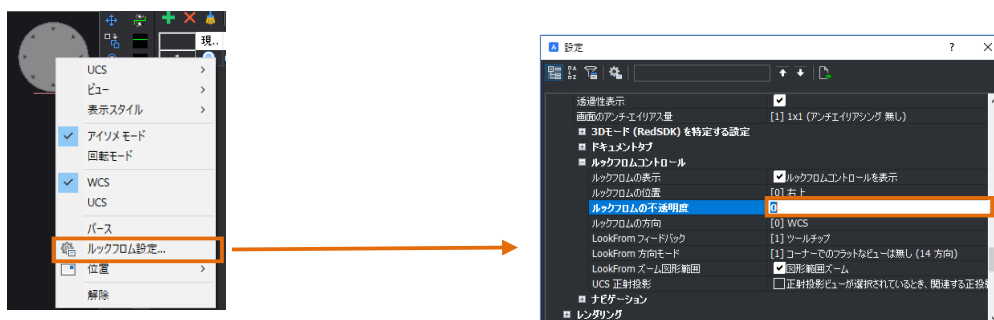 現..
UCS
ビュー
表示スタイル
アイソメ モード
回転モード
WCS
UCS
パース
ルックフロム設定...
位置
解除
設定
透過性表示
画面のアンチ-エイリアス量 [1] 1x1 (アンチエイリアシング 無し)
3Dモード (RedSDK) を特定する設定
ドキュメントタブ
ルックフロムコントロール
ルックフロムの表示 ルックフロムコントロールを表示
ルックフロムの位置 [0] 右上
ルックフロムの不透明度 0
ルックフロムの方向 [0] WCS
LookFrom フィードバック [1] ツールチップ
LookFrom 方向モード [1] コーナーでのフラットなビューは無し (14 方向)
LookFrom ズーム図形範囲 図形範囲ズーム
UCS 正射投影 正射投影ビューが選択されているとき、関連する正投
ナビゲーション
レンダリング